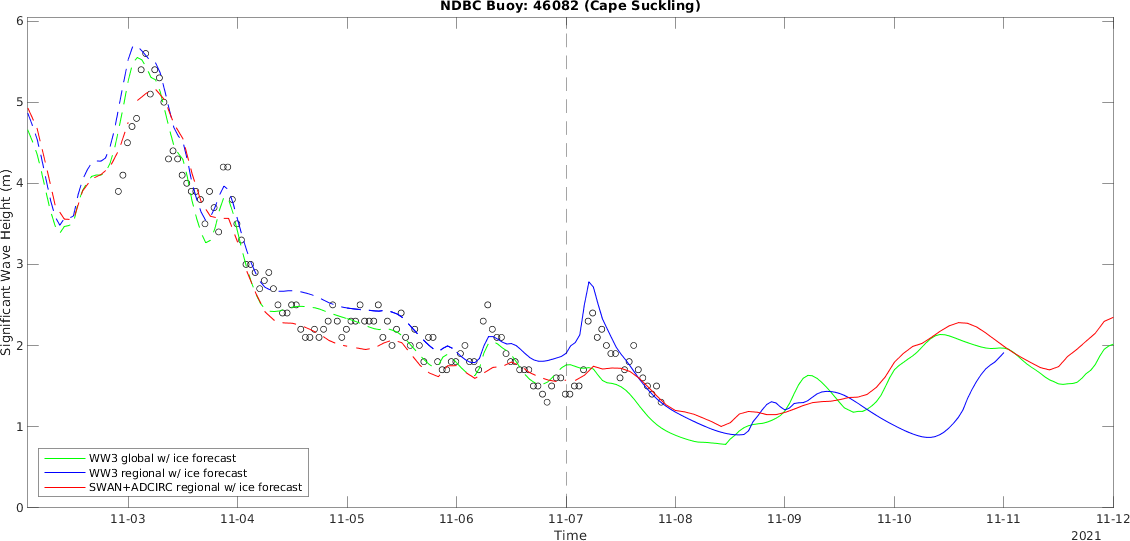 NDBC Buoy: 46082 (Cape Suckling)
6
5
4
3
2
1
0
Significant Wave Height (m)
WW3 global w/ ice forecast
WW3 regional w/ ice forecast
SWAN+ADCIRC regional w/ ice forecast
11-03 11-04 11-05 11-06 11-07 11-08 11-09 11-10 11-11 11-12
Time
2021